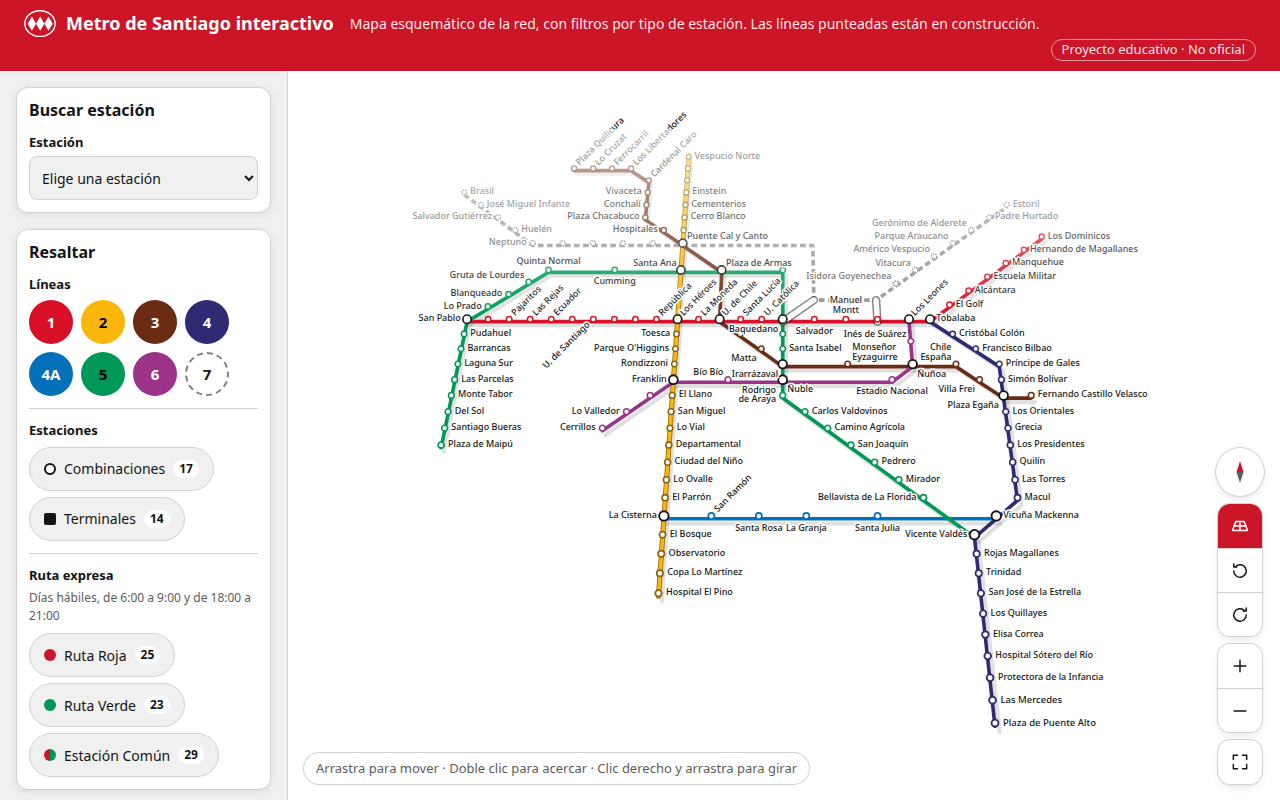 Metro de Santiago interactivo
Mapa esquemático de la red, con filtros por tipo de estación. Las líneas punteadas están en construcción.
Proyecto educativo · No oficial
Buscar estación
Estación
Elige una estación
Resaltar
Líneas
1
2
3
4
4A
5
6
7
Estaciones
Combinaciones 17
Terminales 14
Ruta expresa
Días hábiles, de 6:00 a 9:00 y de 18:00 a
21:00
Ruta Roja 25
Ruta Verde 23
Estación Común 29
Plaza Quilicura
Lo Cruzat
Ferrocarril
Los Libertadores
Cardenal Caro
Vespucio Norte
Vivaceta
Einstein
Conchalí
Cementerios
Plaza Chacabuco
Cerro Blanco
Hospitales
Puente Cal y Canto
Brasil
José Miguel Infante
Salvador Gutiérrez
Huelén
Neptuno
Estoril
Padre Hurtado
Gerónimo de Alderete
Parque Araucano
Américo Vespucio
Vitacura
Isidora Goyenechea
Los Dominicos
Hernando de Magallanes
Manquehue
Escuela Militar
Alcántara
El Golf
Tobalaba
Los Leones
Quinta Normal
Santa Ana
Plaza de Armas
Gruta de Lourdes
Cumming
Blanqueado
Lo Prado
San Pablo
Pajaritos
Las Rejas
Ecuador
U. de Santiago
República
Los Héroes
La Moneda
U. de Chile
Santa Lucía
U. Católica
Baquedano
Salvador
Manuel
Montt
Inés de Suárez
Pudahuel
Barrancas
Laguna Sur
Las Parcelas
Monte Tabor
Del Sol
Santiago Bueras
Plaza de Maipú
Toesca
Parque O'Higgins
Rondizzoni
Franklin
El Llano
San Miguel
Lo Vial
Departamental
Ciudad del Niño
Lo Ovalle
El Parrón
La Cisterna
El Bosque
Observatorio
Copa Lo Martínez
Hospital El Pino
Lo Valledor
Cerrillos
Bío Bío
Matta
Irarrázaval
Santa Isabel
Monseñor
Eyzaguirre
Chile
España
Ñuñoa
Villa Frei
Plaza Egaña
Fernando Castillo Velasco
Rodrigo
de Araya
Ñuble
Estadio Nacional
Cristóbal Colón
Francisco Bilbao
Príncipe de Gales
Simón Bolívar
Los Orientales
Grecia
Los Presidentes
Quilín
Las Torres
Macul
Vicuña Mackenna
Carlos Valdovinos
Camino Agrícola
San Joaquín
Pedrero
Mirador
Bellavista de La Florida
San Ramón
Santa Rosa
La Granja
Santa Julia
Vicente Valdés
Rojas Magallanes
Trinidad
San José de la Estrella
Los Quillayes
Elisa Correa
Hospital Sótero del Río
Protectora de la Infancia
Las Mercedes
Plaza de Puente Alto
Arrastra para mover · Doble clic para acercar · Clic derecho y arrastra para girar